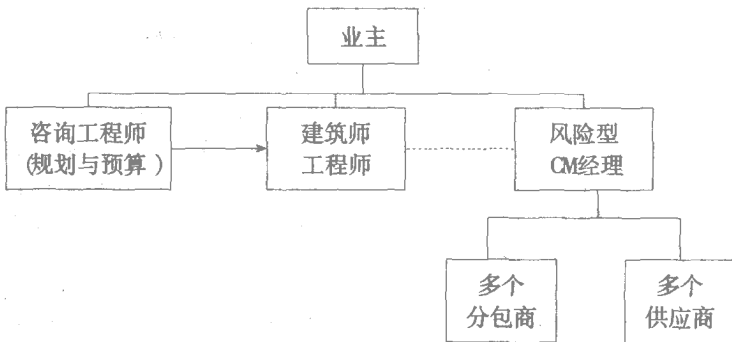 业主
咨询工程师
(规划与预算)
建筑师
工程师
风险型
CM经理
多个
分包商
多个
供应商